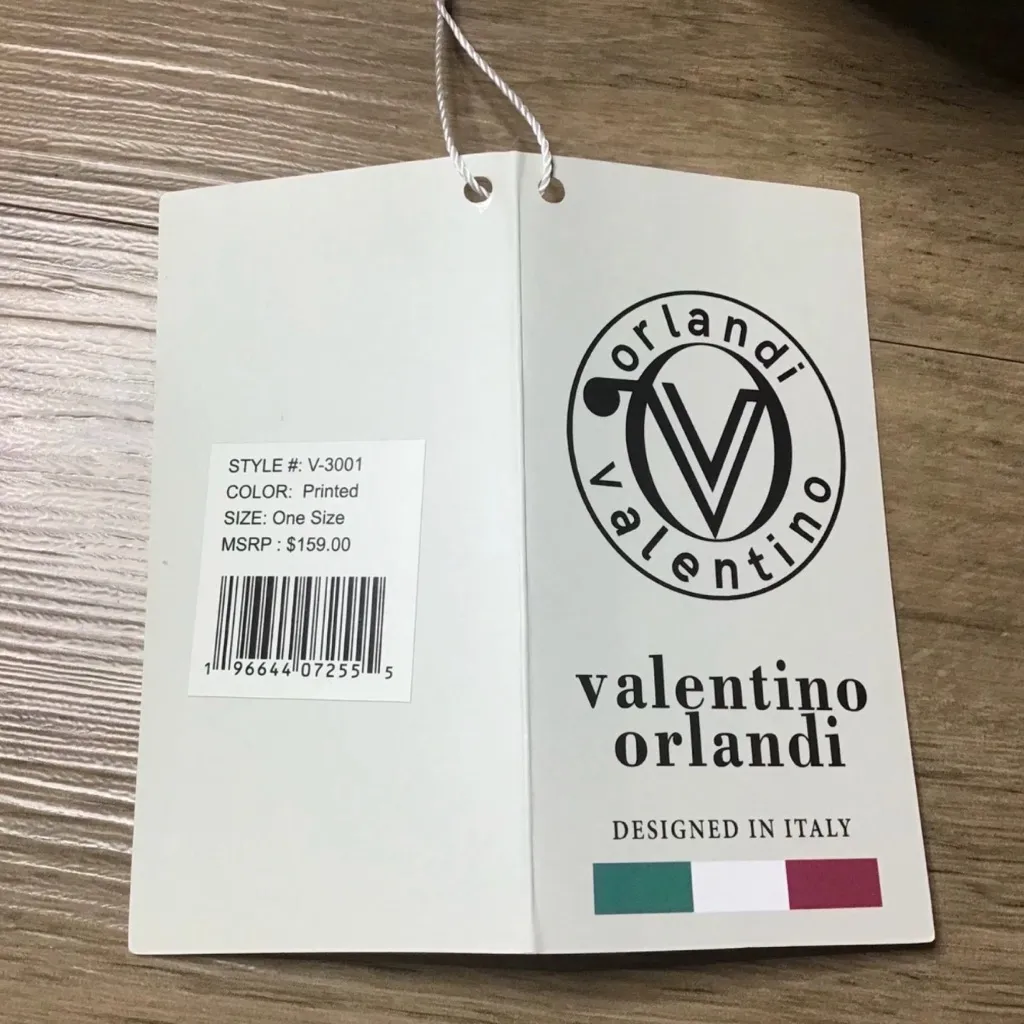 STYLE #: V-3001
COLOR: Printed
SIZE: One Size
MSRP : $159.00
1 96644 07255 5
orlandi
V
valentino
valentino
orlandi
DESIGNED IN ITALY